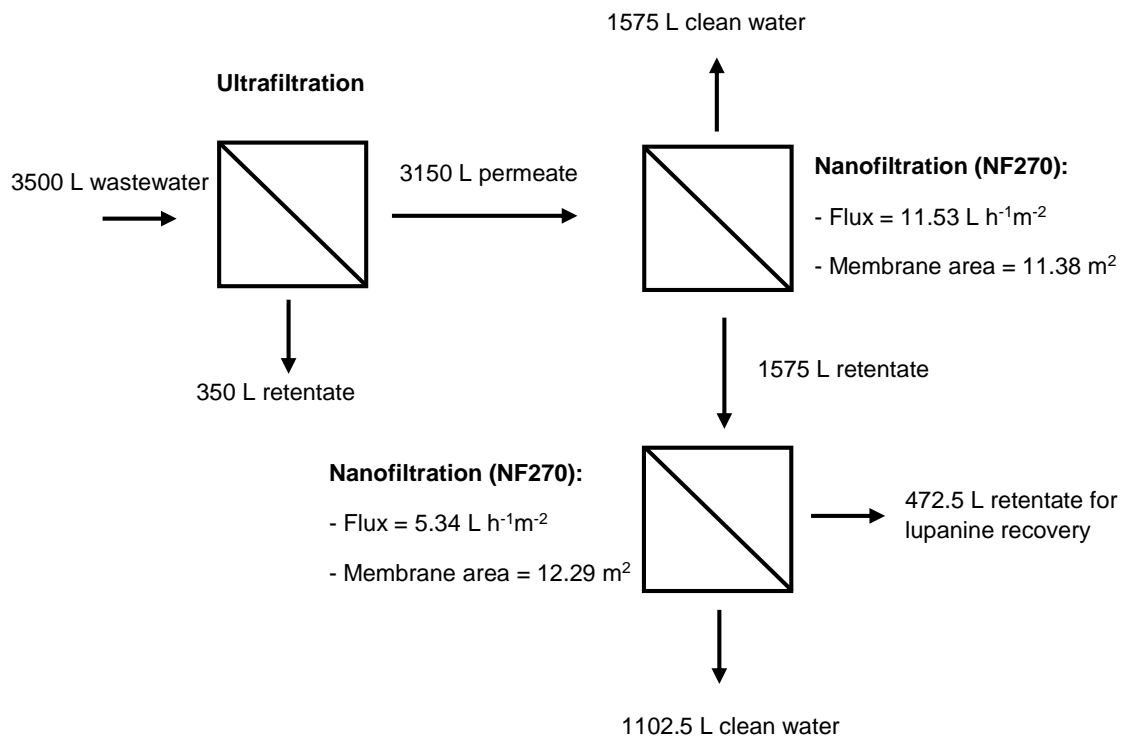 1575 L clean water
Ultrafiltration
3500 L wastewater
3150 L permeate
Nanofiltration (NF270):
- Flux = 11.53 L h⁻¹m⁻²
- Membrane area = 11.38 m²
350 L retentate
1575 L retentate
Nanofiltration (NF270):
- Flux = 5.34 L h⁻¹m⁻²
- Membrane area = 12.29 m²
472.5 L retentate for
lupanine recovery
1102.5 L clean water